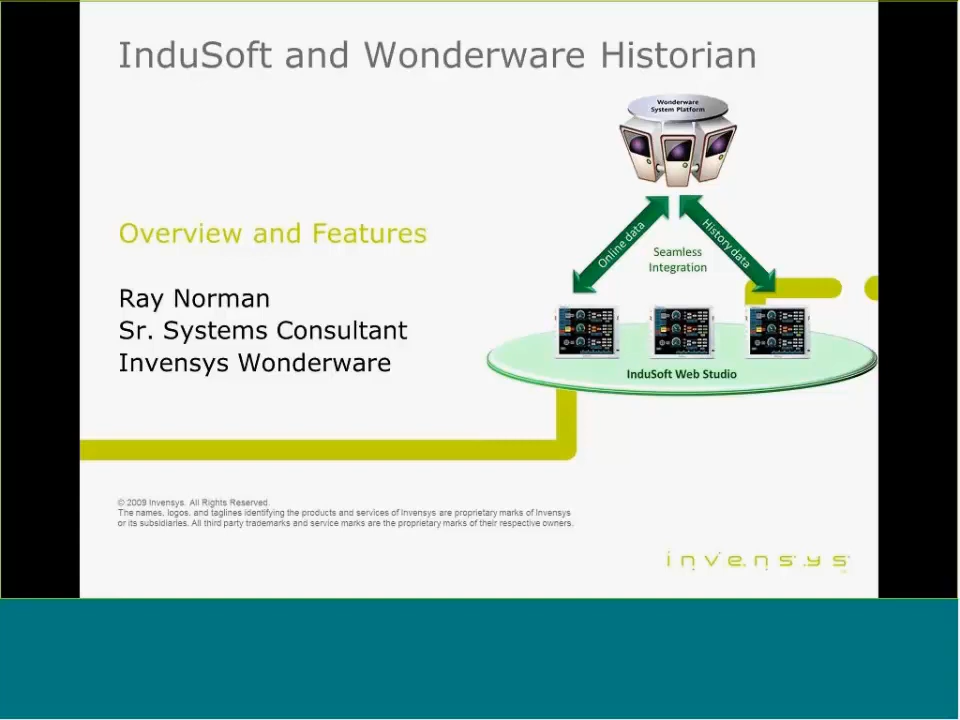 InduSoft and Wonderware Historian
Wonderware
System Platform
Online data
History data
Seamless
Integration
Overview and Features
Ray Norman
Sr. Systems Consultant
Invensys Wonderware
InduSoft Web Studio
© 2009 Invensys. All Rights Reserved.
The names, logos, and taglines identifying the products and services of Invensys are proprietary marks of Invensys
or its subsidiaries. All third party trademarks and service marks are the proprietary marks of their respective owners.
invensys